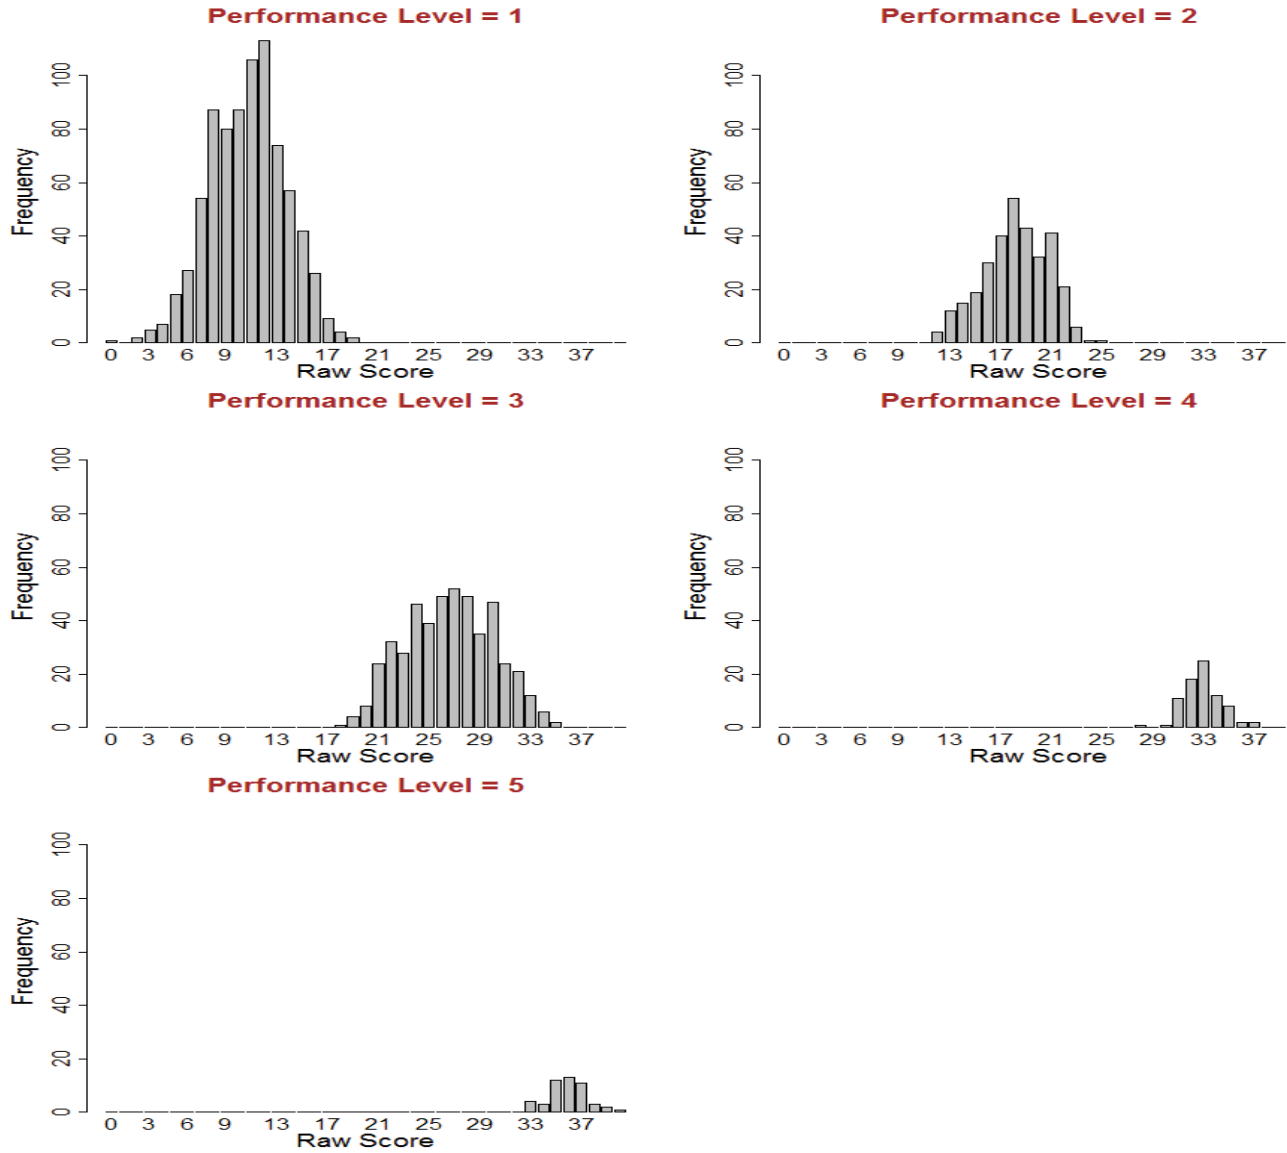 Performance Level = 1
Frequency
0 20 40 60 80 100
0 3 6 9 13 17 21 25 29 33 37
Raw Score
Performance Level = 2
Frequency
0 20 40 60 80 100
0 3 6 9 13 17 21 25 29 33 37
Raw Score
Performance Level = 3
Frequency
0 20 40 60 80 100
0 3 6 9 13 17 21 25 29 33 37
Raw Score
Performance Level = 4
Frequency
0 20 40 60 80 100
0 3 6 9 13 17 21 25 29 33 37
Raw Score
Performance Level = 5
Frequency
0 20 40 60 80 100
0 3 6 9 13 17 21 25 29 33 37
Raw Score